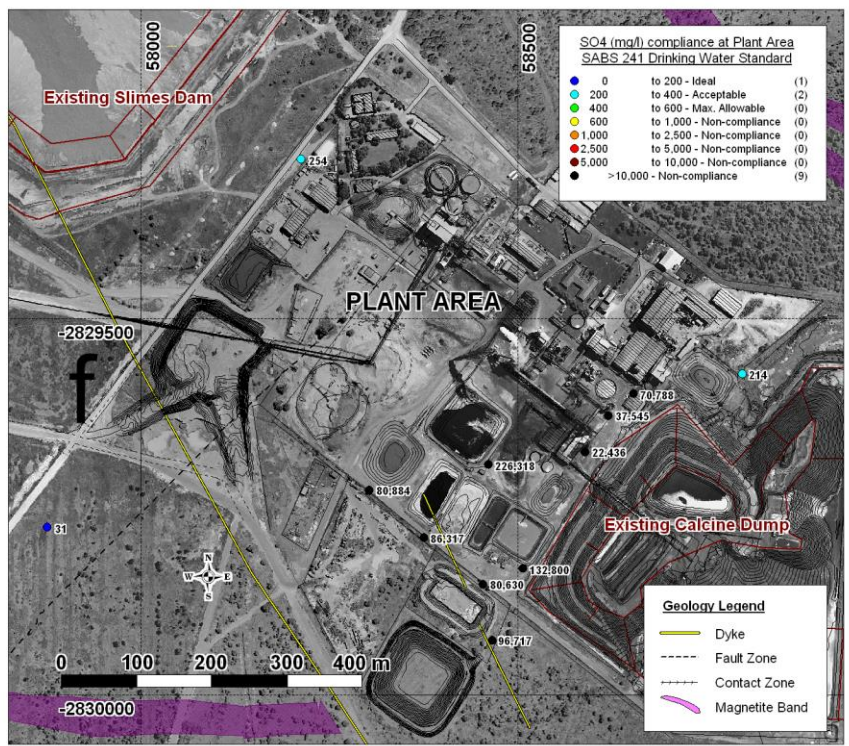 58000
58500
SO4 (mg/l) compliance at Plant Area
SABS 241 Drinking Water Standard
0 to 200 - Ideal (1)
200 to 400 - Acceptable (2)
400 to 600 - Max. Allowable (0)
600 to 1,000 - Non-compliance (0)
1,000 to 2,500 - Non-compliance (0)
2,500 to 5,000 - Non-compliance (0)
5,000 to 10,000 - Non-compliance (0)
>10,000 - Non-compliance (9)
Existing Slimes Dam
254
PLANT AREA
-2829500
f
214
70,788
37,545
22,436
226,318
80,884
Existing Calcine Dump
31
86,317
132,800
80,630
N
W E
S
96,717
Geology Legend
Dyke
Fault Zone
Contact Zone
Magnetite Band
0 100 200 300 400 m
-2830000